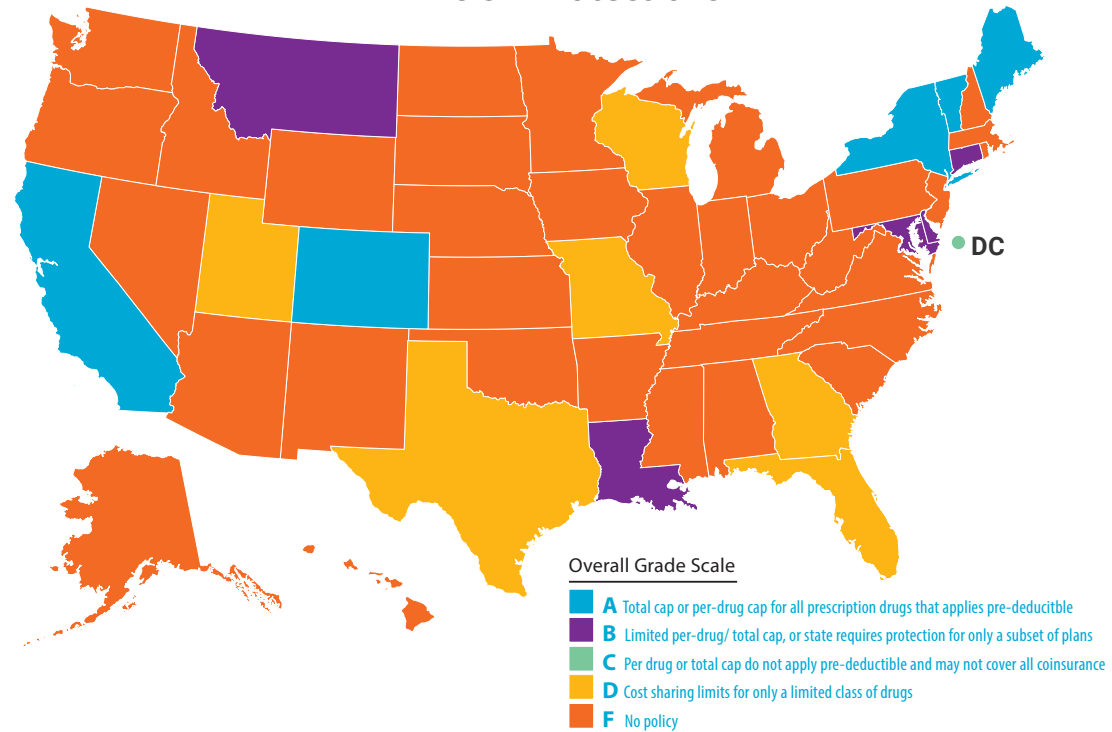 DC
Overall Grade Scale
A Total cap or per-drug cap for all prescription drugs that applies pre-deducitble
B Limited per-drug/ total cap, or state requires protection for only a subset of plans
C Per drug or total cap do not apply pre-deductible and may not cover all coinsurance
D Cost sharing limits for only a limited class of drugs
F No policy